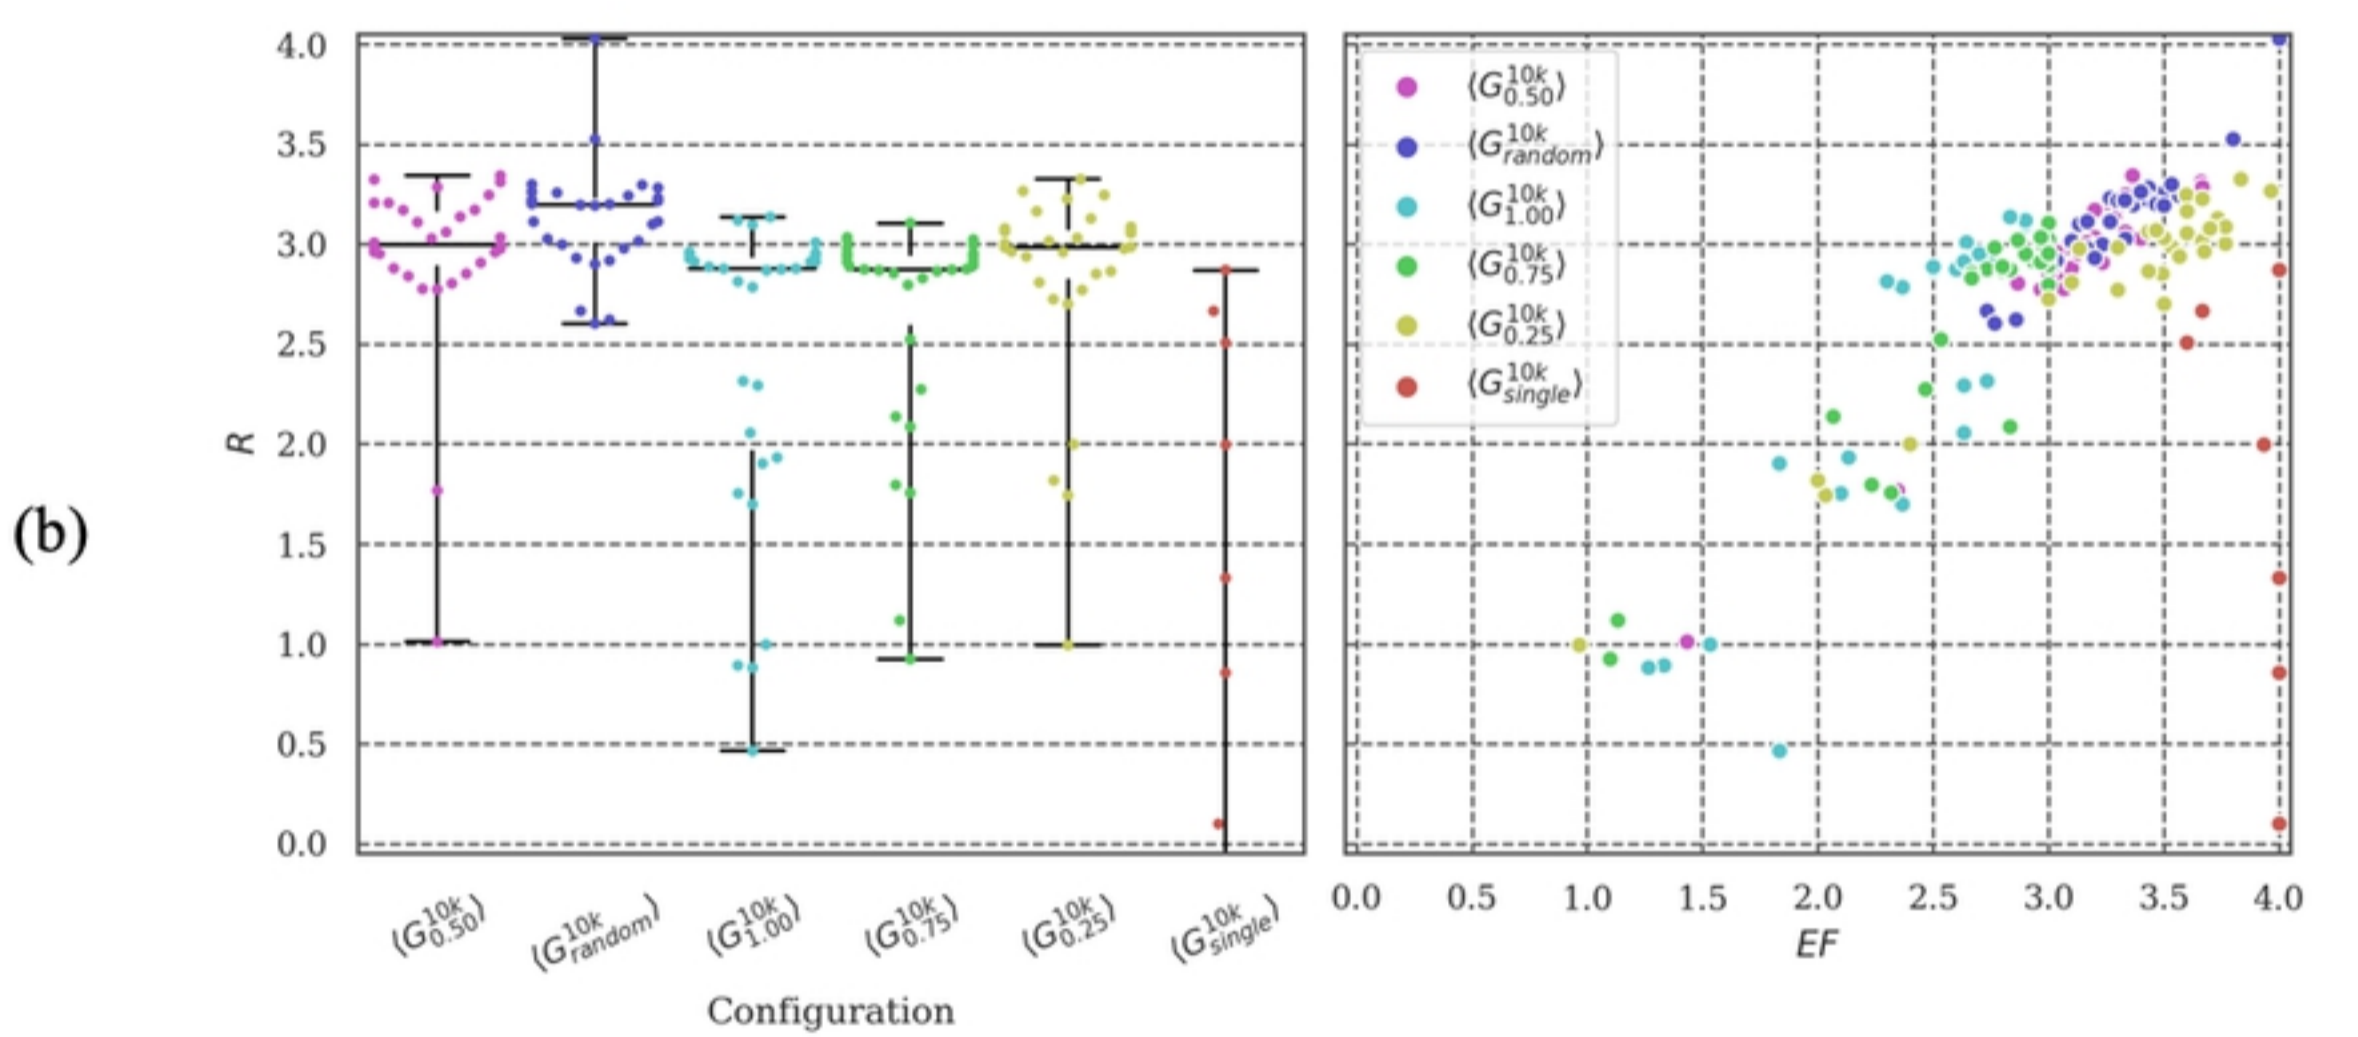 (b)
R
4.0
3.5
3.0
2.5
2.0
1.5
1.0
0.5
0.0
⟨G^{10k}_{0.50}⟩
⟨G^{10k}_{random}⟩
⟨G^{10k}_{1.00}⟩
⟨G^{10k}_{0.75}⟩
⟨G^{10k}_{0.25}⟩
⟨G^{10k}_{single}⟩
Configuration
⟨G^{10k}_{0.50}⟩
⟨G^{10k}_{random}⟩
⟨G^{10k}_{1.00}⟩
⟨G^{10k}_{0.75}⟩
⟨G^{10k}_{0.25}⟩
⟨G^{10k}_{single}⟩
0.0 0.5 1.0 1.5 2.0 2.5 3.0 3.5 4.0
EF